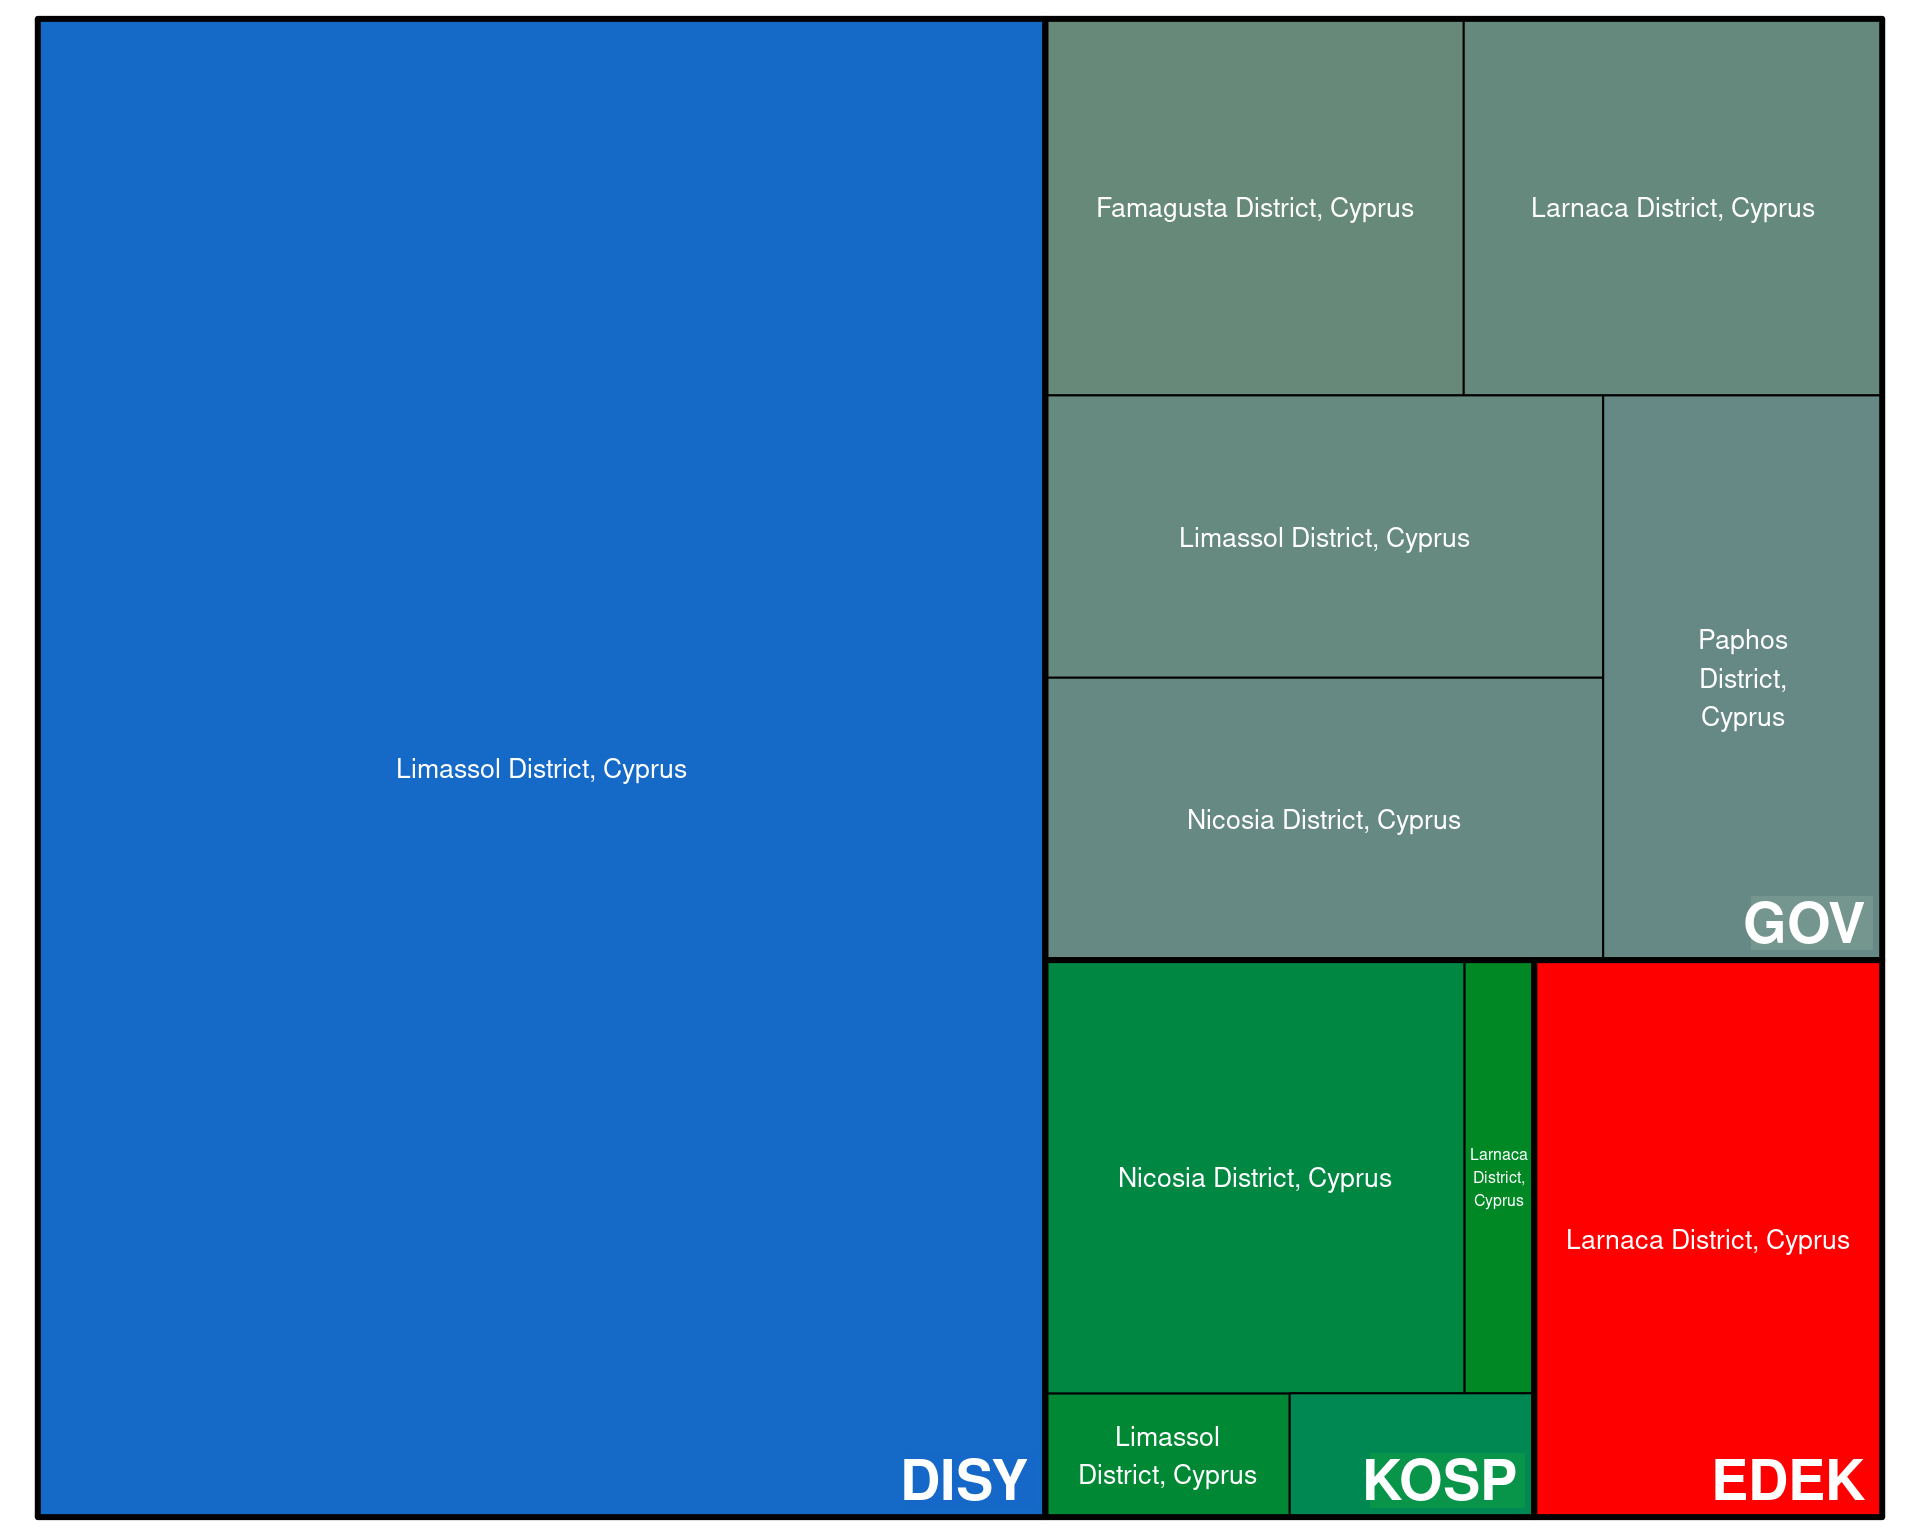 Limassol District, Cyprus
DISY
Famagusta District, Cyprus
Larnaca District, Cyprus
Limassol District, Cyprus
Nicosia District, Cyprus
Paphos
District,
Cyprus
GOV
Nicosia District, Cyprus
Larnaca
District,
Cyprus
Limassol
District, Cyprus
KOSP
Larnaca District, Cyprus
EDEK